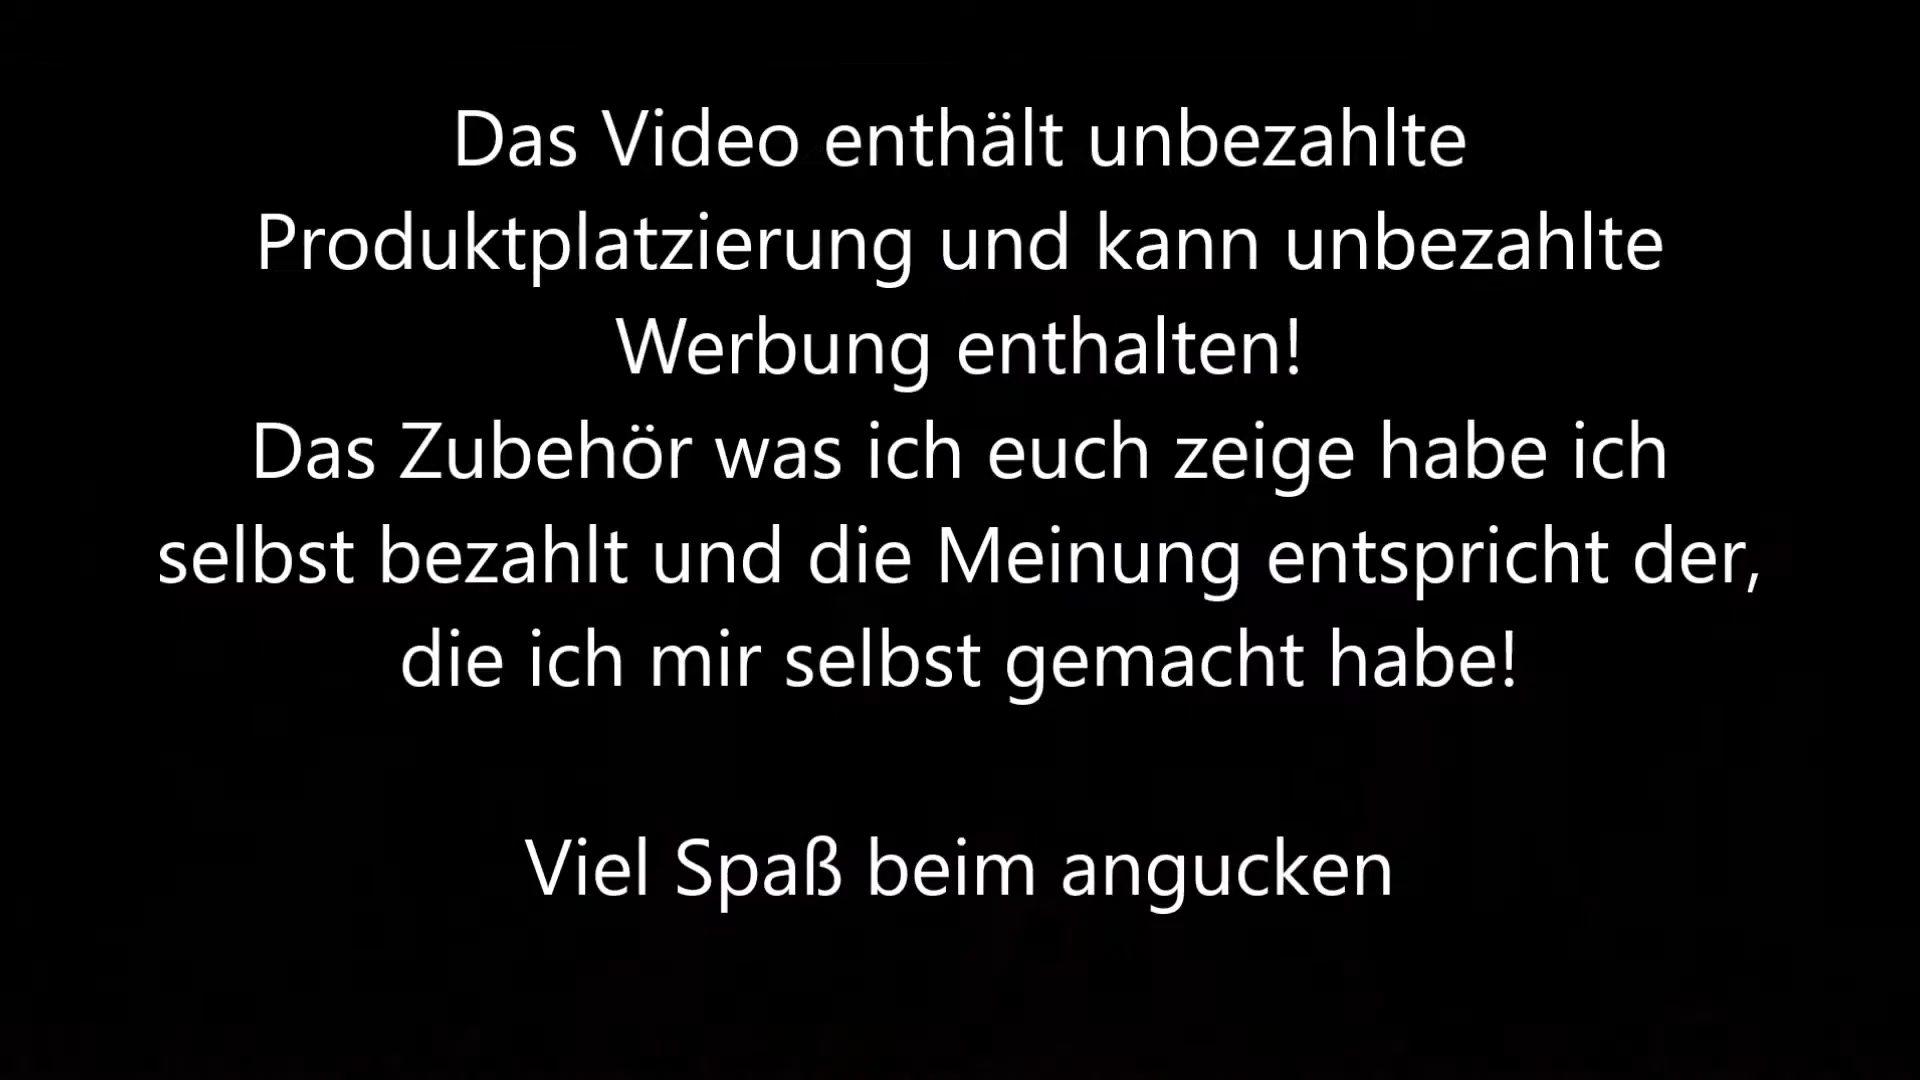 Das Video enthält unbezahlte
Produktplatzierung und kann unbezahlte
Werbung enthalten!
Das Zubehör was ich euch zeige habe ich
selbst bezahlt und die Meinung entspricht der,
die ich mir selbst gemacht habe!
Viel Spaß beim angucken